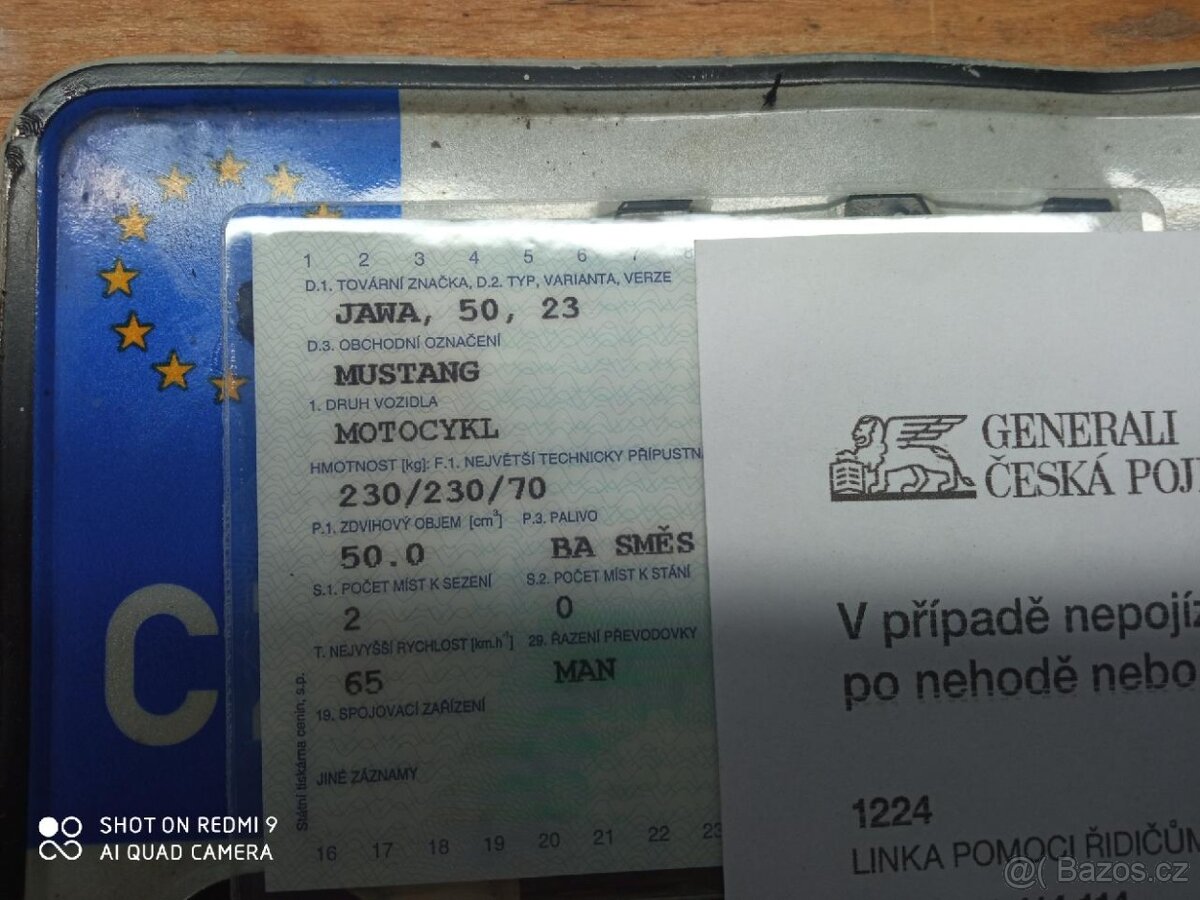 1 2 3 4 5 6 7 8
D.1. TOVÁRNÍ ZNAČKA, D.2. TYP, VARIANTA, VERZE
JAWA, 50, 23
D.3. OBCHODNÍ OZNAČENÍ
MUSTANG
1. DRUH VOZIDLA
MOTOCYKL
HMOTNOST [kg]: F.1. NEJVĚTŠÍ TECHNICKY PŘÍPUSTN
230/230/70
P.1. ZDVIHOVÝ OBJEM [cm³] P.3. PALIVO
50.0 BA SMĚS
S.1. POČET MÍST K SEZENÍ S.2. POČET MÍST K STÁNÍ
2 0
T. NEJVYŠŠÍ RYCHLOST [km.h⁻¹] 29. ŘAZENÍ PŘEVODOVKY
65 MAN
19. SPOJOVACÍ ZAŘÍZENÍ
JINÉ ZÁZNAMY
16 17 18 19 20 21 22 23
Státní tiskárna cenin, s.p.
C
GENERALI
ČESKÁ POJ
V případě nepojíz
po nehodě nebo
1224
LINKA POMOCI ŘIDIČŮM
SHOT ON REDMI 9
AI QUAD CAMERA
@( Bazos.cz